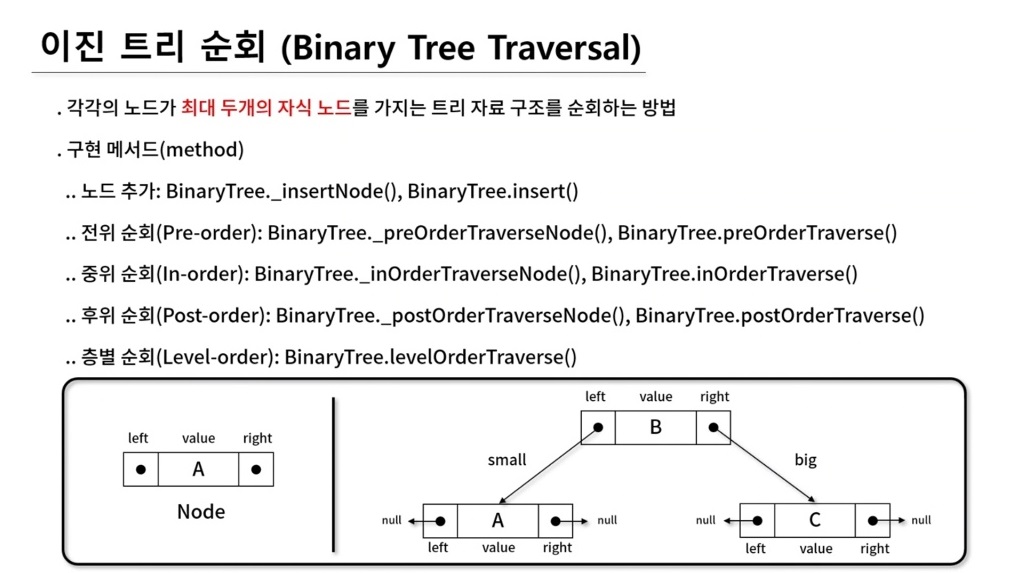 이진 트리 순회 (Binary Tree Traversal)
. 각각의 노드가 최대 두개의 자식 노드를 가지는 트리 자료 구조를 순회하는 방법
. 구현 메서드(method)
.. 노드 추가: BinaryTree._insertNode(), BinaryTree.insert()
.. 전위 순회(Pre-order): BinaryTree._preOrderTraverseNode(), BinaryTree.preOrderTraverse()
.. 중위 순회(In-order): BinaryTree._inOrderTraverseNode(), BinaryTree.inOrderTraverse()
.. 후위 순회(Post-order): BinaryTree._postOrderTraverseNode(), BinaryTree.postOrderTraverse()
.. 층별 순회(Level-order): BinaryTree.levelOrderTraverse()
left value right
A
Node
left value right
B
small big
null A null
left value right
null C null
left value right